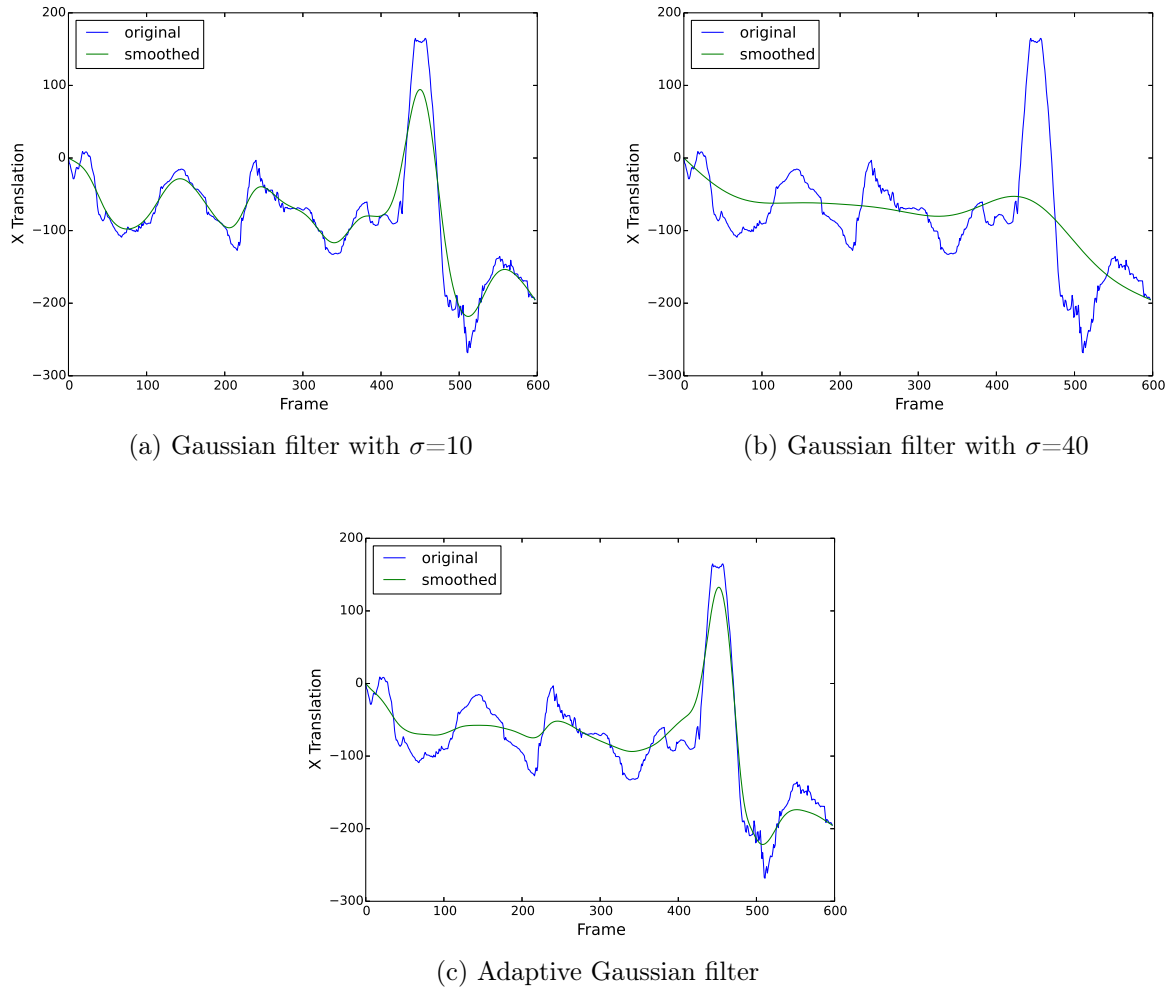 200
100
0
−100
−200
−300
0 100 200 300 400 500 600
X Translation
Frame
original
smoothed
(a) Gaussian filter with σ=10
200
100
0
−100
−200
−300
0 100 200 300 400 500 600
X Translation
Frame
original
smoothed
(b) Gaussian filter with σ=40
200
100
0
−100
−200
−300
0 100 200 300 400 500 600
X Translation
Frame
original
smoothed
(c) Adaptive Gaussian filter